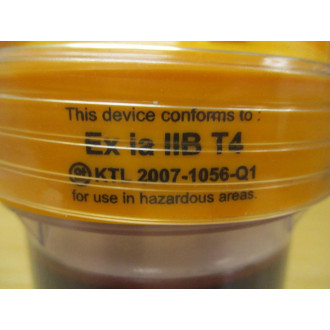 This device conforms to :
Ex ia IIB T4
KTL 2007-1056-Q1
for use in hazardous areas.